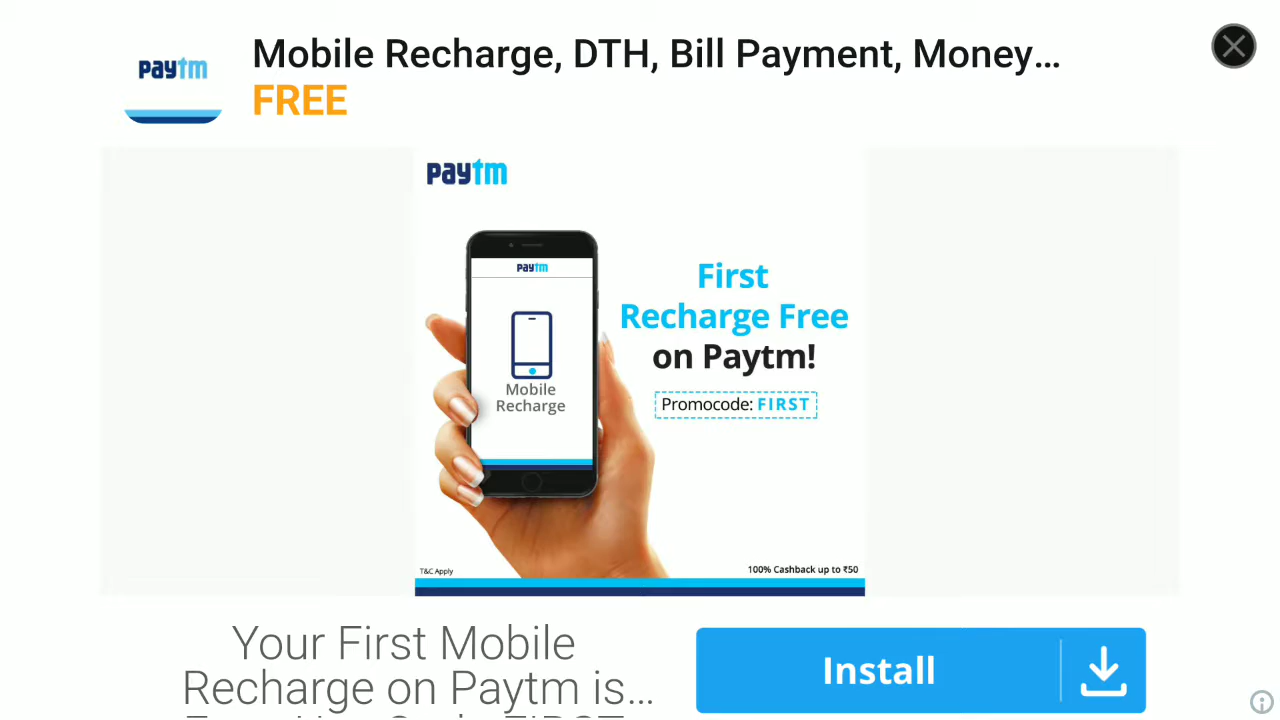 paytm
Mobile Recharge, DTH, Bill Payment, Money…
FREE
paytm
paytm
Mobile
Recharge
First
Recharge Free
on Paytm!
Promocode: FIRST
T&C Apply
100% Cashback up to ₹50
Your First Mobile
Recharge on Paytm is…
Install